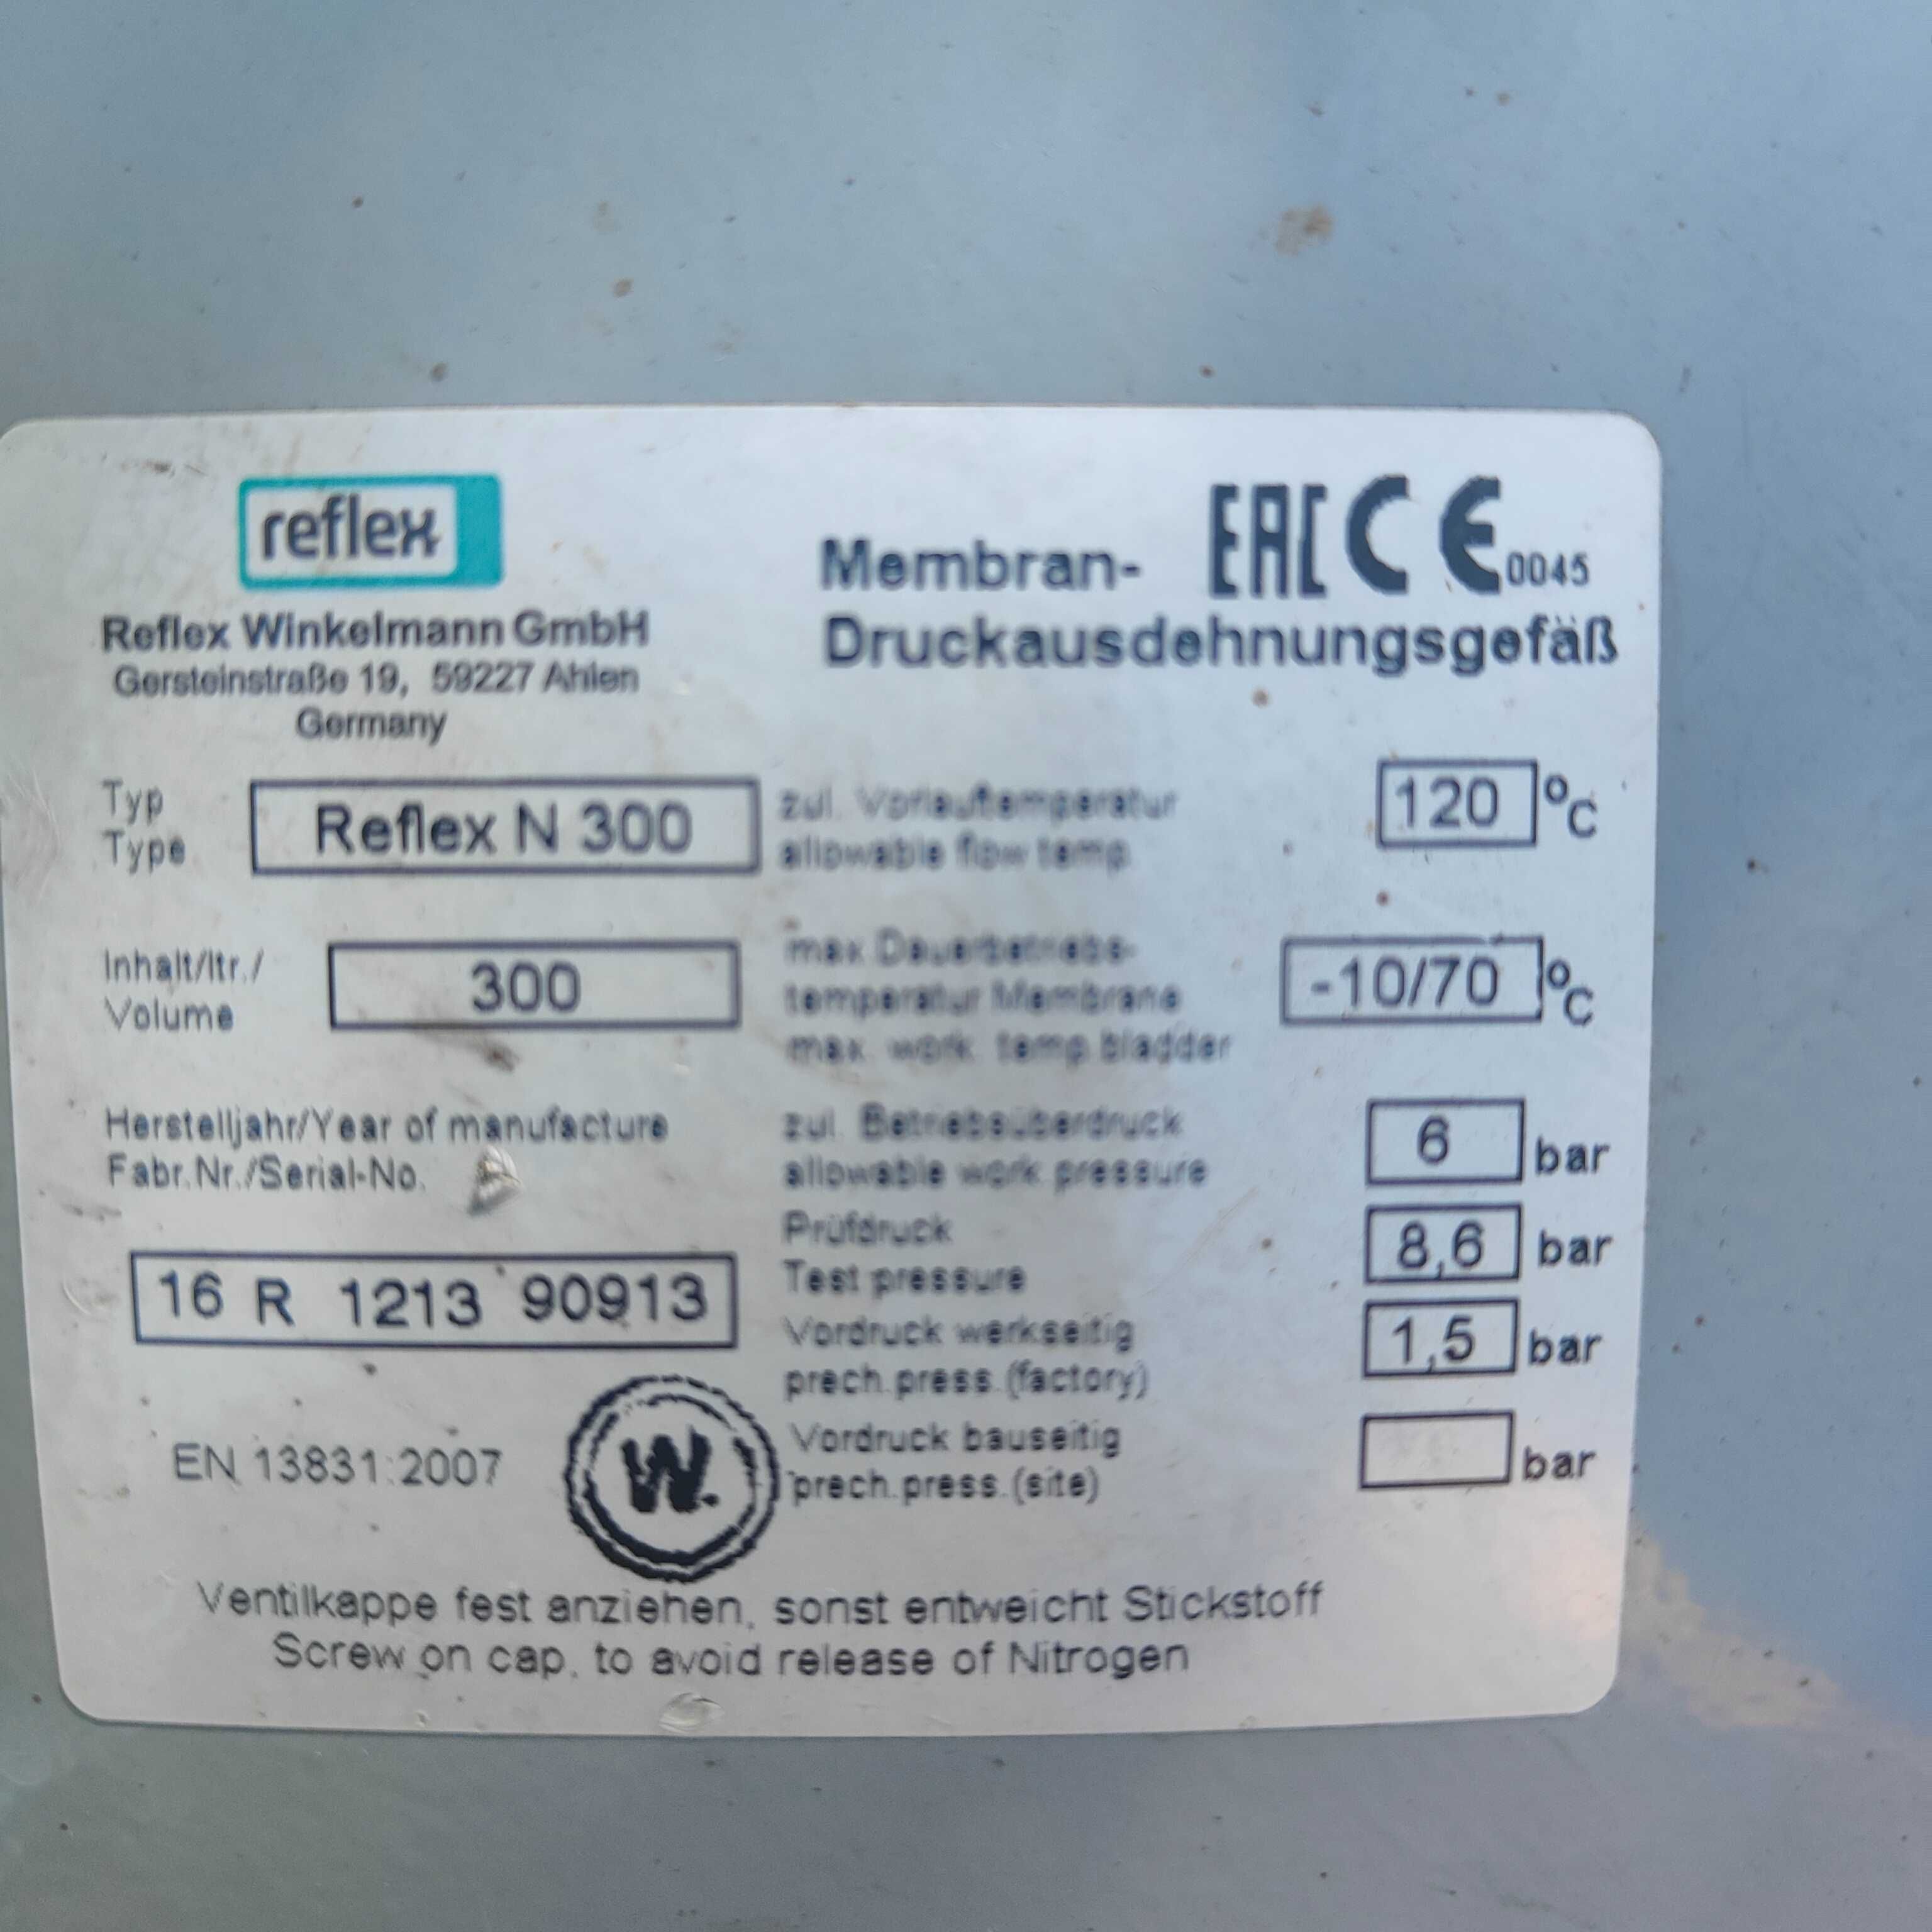 reflex
Reflex Winkelmann GmbH
Gersteinstraße 19, 59227 Ahlen
Germany
Membran-
Druckausdehnungsgefäß
EAC CE 0045
Typ
Type
Reflex N 300
zul. Vorlauftemperatur
allowable flow temp.
120 °C
Inhalt/ltr./
Volume
300
max.Dauerbetriebs-
temperatur Membrane
max. work. temp.bladder
-10/70 °C
Herstelljahr/Year of manufacture
Fabr.Nr./Serial-No.
16 R 1213 90913
zul. Betriebsüberdruck
allowable work pressure
6 bar
Prüfdruck
Test pressure
8,6 bar
Vordruck werkseitig
prech.press.(factory)
1,5 bar
Vordruck bauseitig
prech.press.(site)
bar
EN 13831:2007
W.
Ventilkappe fest anziehen, sonst entweicht Stickstoff
Screw on cap, to avoid release of Nitrogen